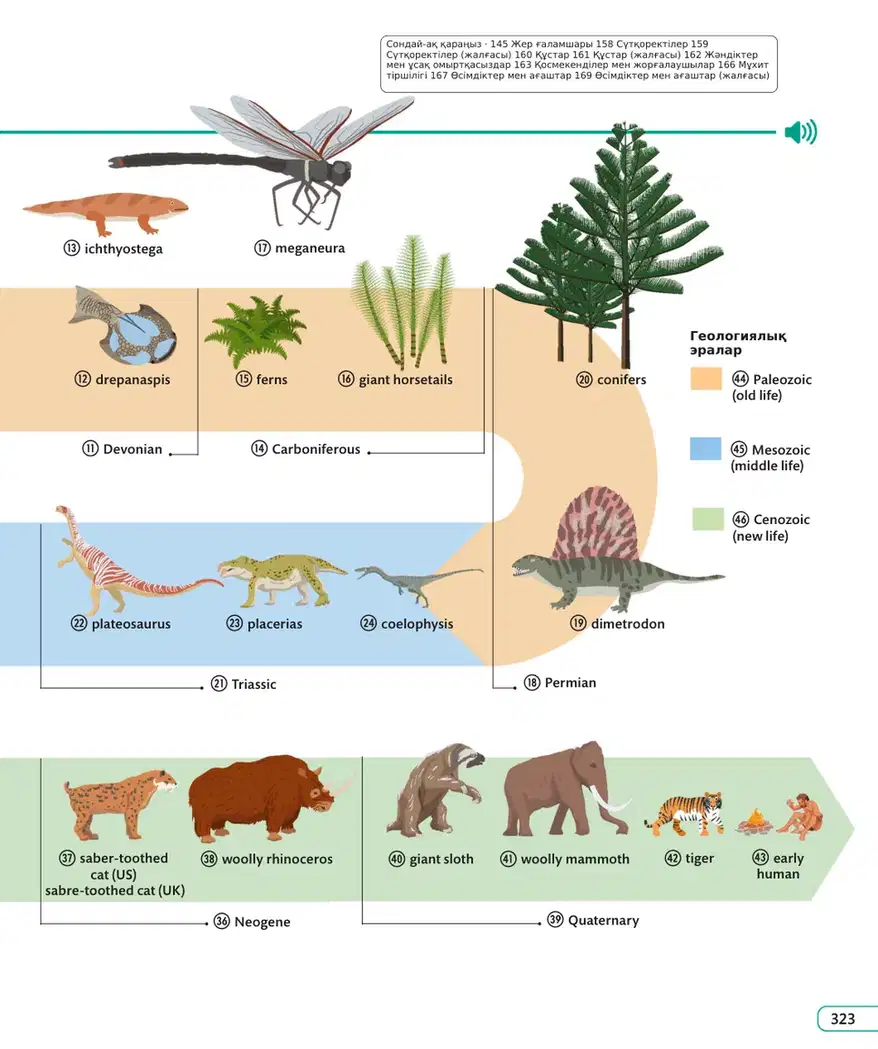 Сондай-ақ қараңыз · 145 Жер ғаламшары 158 Сүтқоректілер 159
Сүтқоректілер (жалғасы) 160 Құстар 161 Құстар (жалғасы) 162 Жәндіктер
мен ұсақ омыртқасыздар 163 Қосмекенділер мен жорғалаушылар 166 Мұхит
тіршілігі 167 Өсімдіктер мен ағаштар 169 Өсімдіктер мен ағаштар (жалғасы)
13 ichthyostega
17 meganeura
12 drepanaspis
15 ferns
16 giant horsetails
20 conifers
Геологиялық
эралар
44 Paleozoic
(old life)
11 Devonian
14 Carboniferous
45 Mesozoic
(middle life)
46 Cenozoic
(new life)
22 plateosaurus
23 placerias
24 coelophysis
19 dimetrodon
21 Triassic
18 Permian
37 saber-toothed
cat (US)
sabre-toothed cat (UK)
38 woolly rhinoceros
40 giant sloth
41 woolly mammoth
42 tiger
43 early
human
36 Neogene
39 Quaternary
323